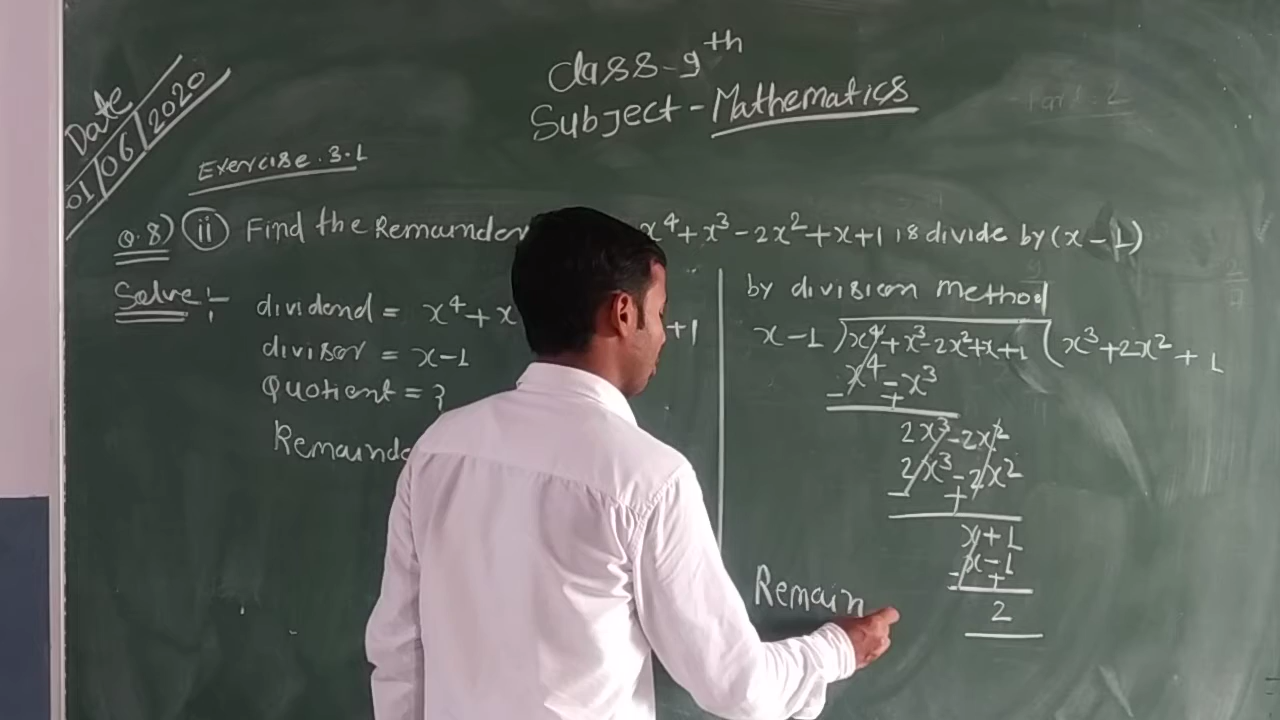 Date
01/06/2020
Class-9th
Subject - Mathematics
Exercise.3.1
Q.8) (ii) Find the Remainder x⁴+x³-2x²+x+1 is divide by (x-1)
Solve :-
dividend = x⁴+x +1
divisor = x-1
Quotient = ?
Remainde
by division Method
x-1)x⁴+x³-2x²+x+1(x³+2x²+1
x⁴-x³
- +
2x³-2x²
2x³-2x²
- +
x+1
x-1
- +
2
Remain